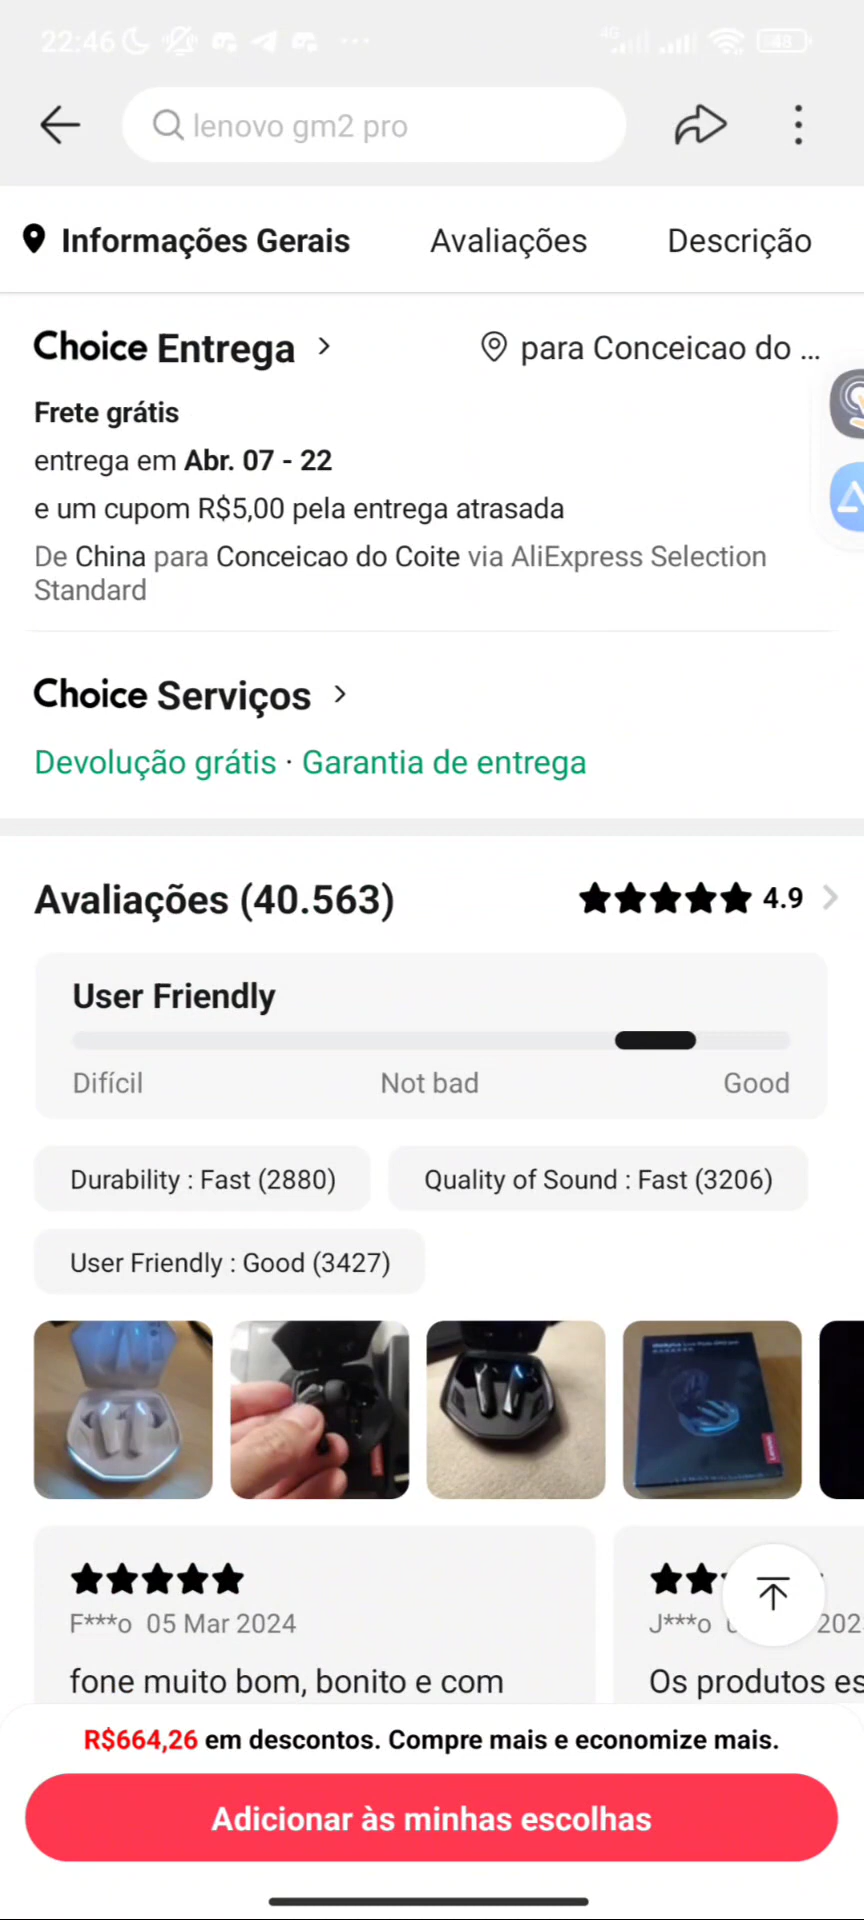 22:46
4G
48
lenovo gm2 pro
Informações Gerais Avaliações Descrição
Choice Entrega para Conceicao do ...
Frete grátis
entrega em Abr. 07 - 22
e um cupom R$5,00 pela entrega atrasada
De China para Conceicao do Coite via AliExpress Selection
Standard
Choice Serviços
Devolução grátis · Garantia de entrega
Avaliações (40.563) 4.9
User Friendly
Difícil Not bad Good
Durability : Fast (2880) Quality of Sound : Fast (3206)
User Friendly : Good (3427)
Lenovo
F***o 05 Mar 2024
J***o
fone muito bom, bonito e com
Os produtos es
R$664,26 em descontos. Compre mais e economize mais.
Adicionar às minhas escolhas